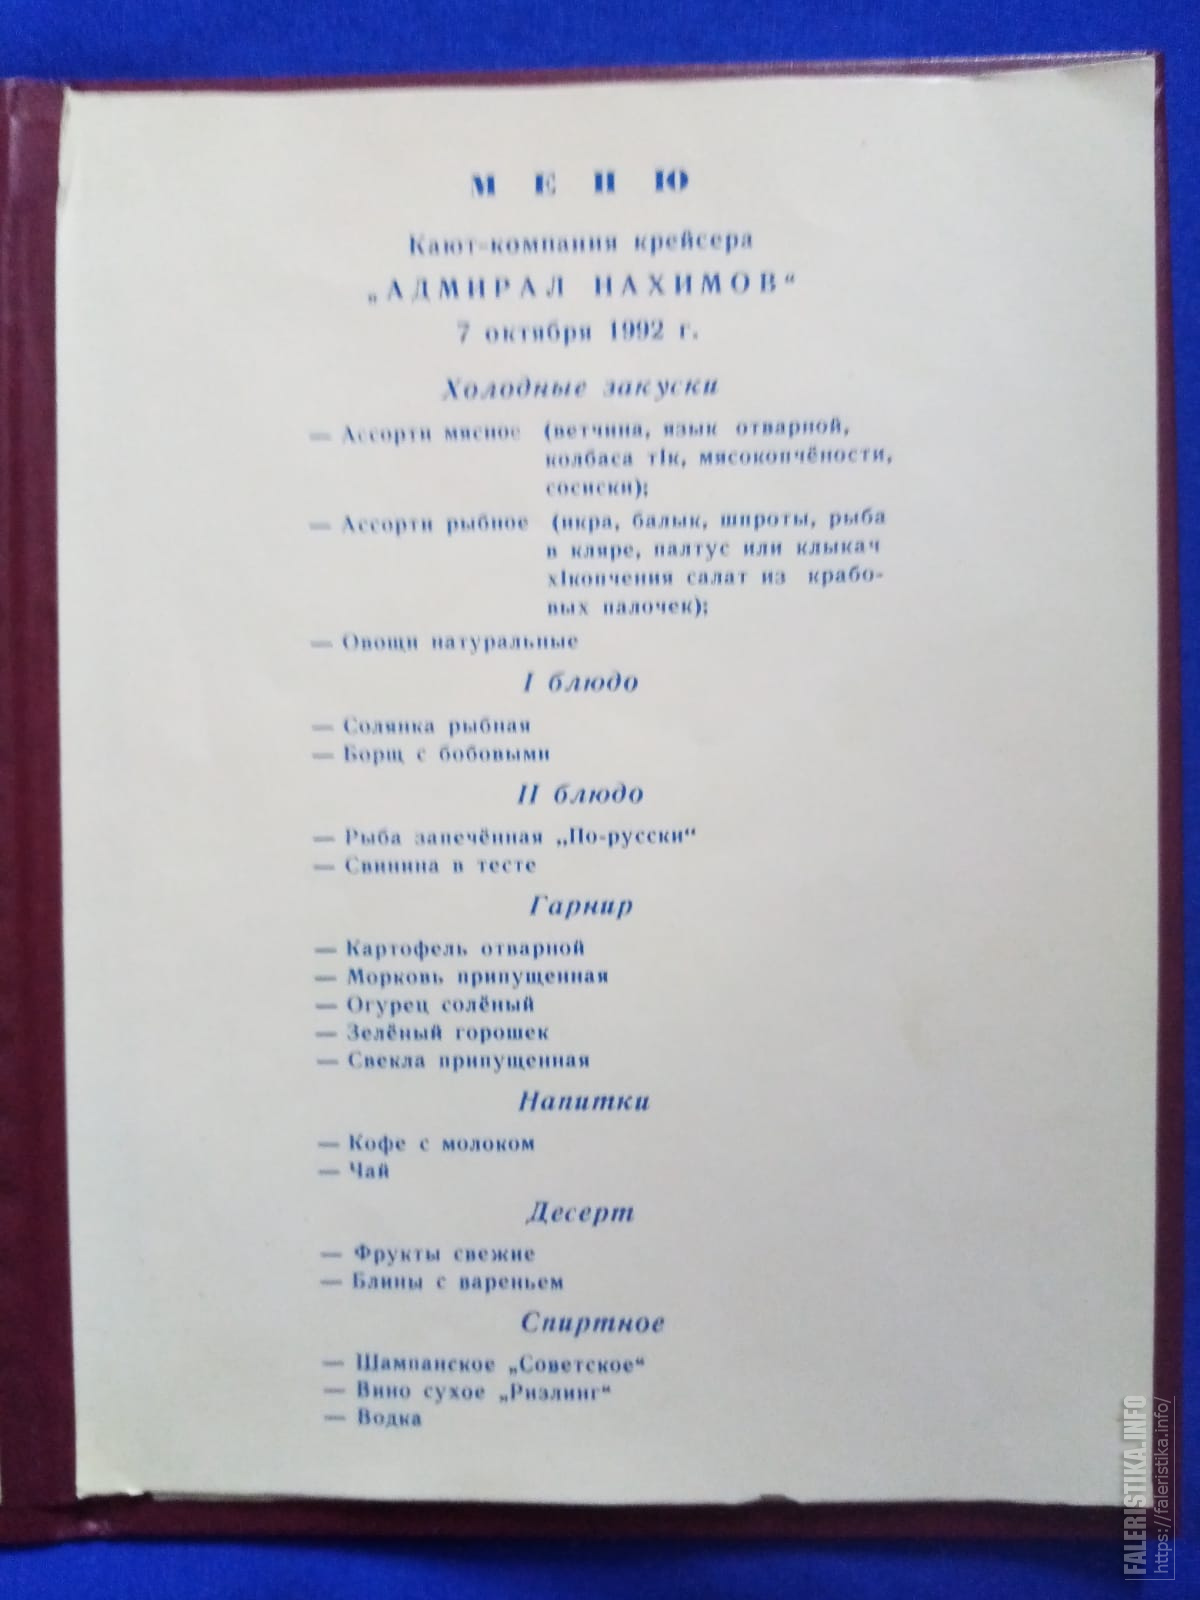 МЕНЮ
Кают-компания крейсера
„АДМИРАЛ НАХИМОВ“
7 октября 1992 г.
Холодные закуски
— Ассорти мясное (ветчина, язык отварной,
колбаса т|к, мясокопчёности,
сосиски);
— Ассорти рыбное (икра, балык, шпроты, рыба
в кляре, палтус или клыкач
х|копчения салат из крабо-
вых палочек);
— Овощи натуральные
I блюдо
— Солянка рыбная
— Борщ с бобовыми
II блюдо
— Рыба запечённая „По-русски“
— Свинина в тесте
Гарнир
— Картофель отварной
— Морковь припущенная
— Огурец солёный
— Зелёный горошек
— Свекла припущенная
Напитки
— Кофе с молоком
— Чай
Десерт
— Фрукты свежие
— Блины с вареньем
Спиртное
— Шампанское „Советское“
— Вино сухое „Ризлинг“
— Водка
FALERISTIKA.INFO
https://faleristika.info/